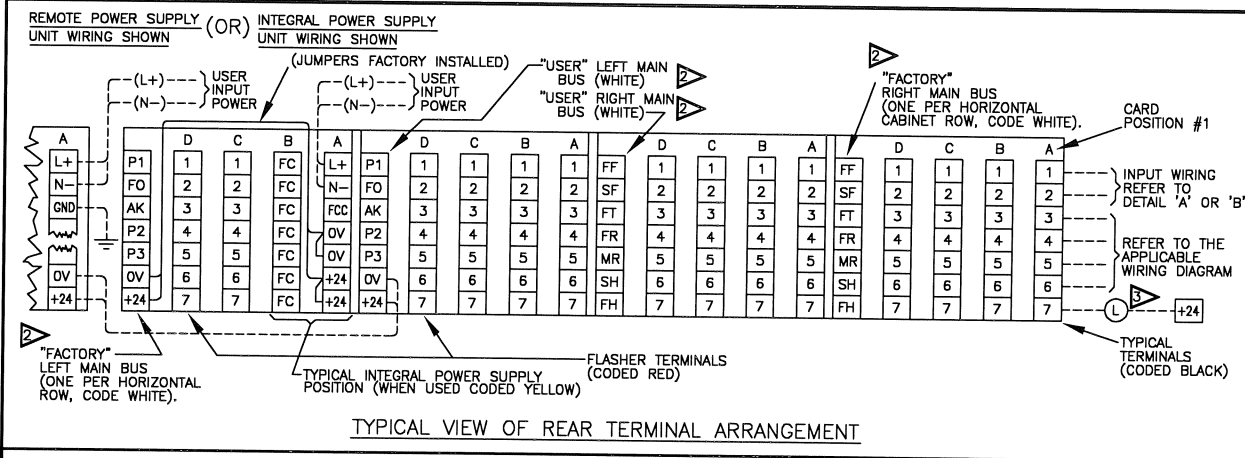 REMOTE POWER SUPPLY (OR) INTEGRAL POWER SUPPLY
UNIT WIRING SHOWN UNIT WIRING SHOWN
(JUMPERS FACTORY INSTALLED)
(L+) USER
INPUT
(N-) POWER
(L+) USER
INPUT
(N-) POWER
"USER" LEFT MAIN
BUS (WHITE) 2
"USER" RIGHT MAIN
BUS (WHITE) 2
2
"FACTORY"
RIGHT MAIN BUS
(ONE PER HORIZONTAL
CABINET ROW, CODE WHITE).
CARD
POSITION #1
A D C B A D C B A D C B A D C B A
L+ P1 1 1 FC L+ P1 1 1 1 1 FF 1 1 1 1 FF 1 1 1 1
N- FO 2 2 FC N- FO 2 2 2 2 SF 2 2 2 2 SF 2 2 2 2
GND AK 3 3 FC FCC AK 3 3 3 3 FT 3 3 3 3 FT 3 3 3 3
P2 4 4 FC 0V P2 4 4 4 4 FR 4 4 4 4 FR 4 4 4 4
P3 5 5 FC 0V P3 5 5 5 5 MR 5 5 5 5 MR 5 5 5 5
0V 0V 6 6 FC +24 0V 6 6 6 6 SH 6 6 6 6 SH 6 6 6 6
+24 +24 7 7 FC +24 +24 7 7 7 7 FH 7 7 7 7 FH 7 7 7 7
INPUT WIRING
REFER TO
DETAIL 'A' OR 'B'
REFER TO THE
APPLICABLE
WIRING DIAGRAM
L 3 +24
2
"FACTORY"
LEFT MAIN BUS
(ONE PER HORIZONTAL
ROW, CODE WHITE).
TYPICAL INTEGRAL POWER SUPPLY
POSITION (WHEN USED CODED YELLOW)
FLASHER TERMINALS
(CODED RED)
TYPICAL
TERMINALS
(CODED BLACK)
TYPICAL VIEW OF REAR TERMINAL ARRANGEMENT